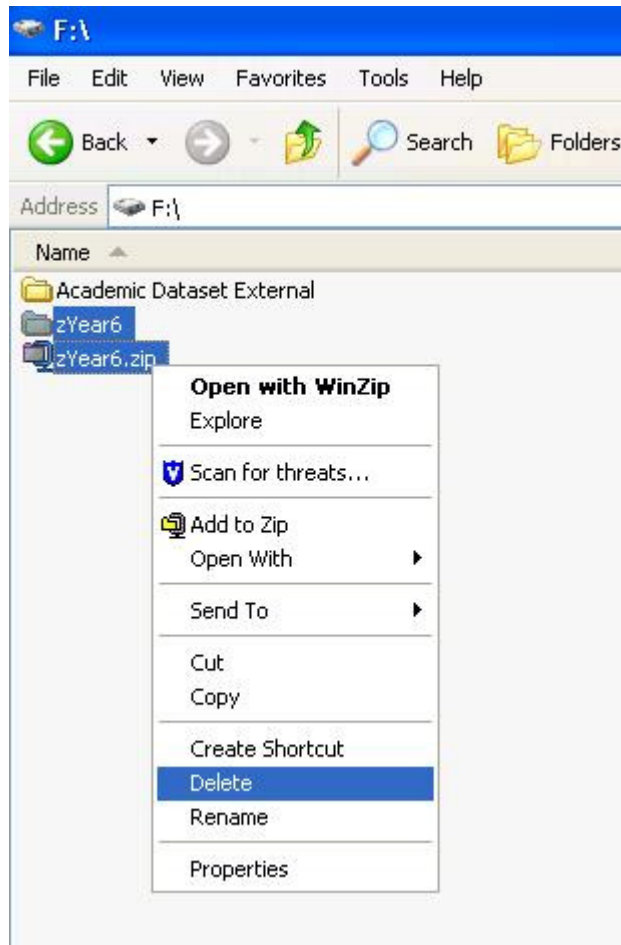 F:\
File Edit View Favorites Tools Help
Back Search Folders
Address F:\
Name
Academic Dataset External
zYear6
zYear6.zip
Open with WinZip
Explore
Scan for threats...
Add to Zip
Open With
Send To
Cut
Copy
Create Shortcut
Delete
Rename
Properties